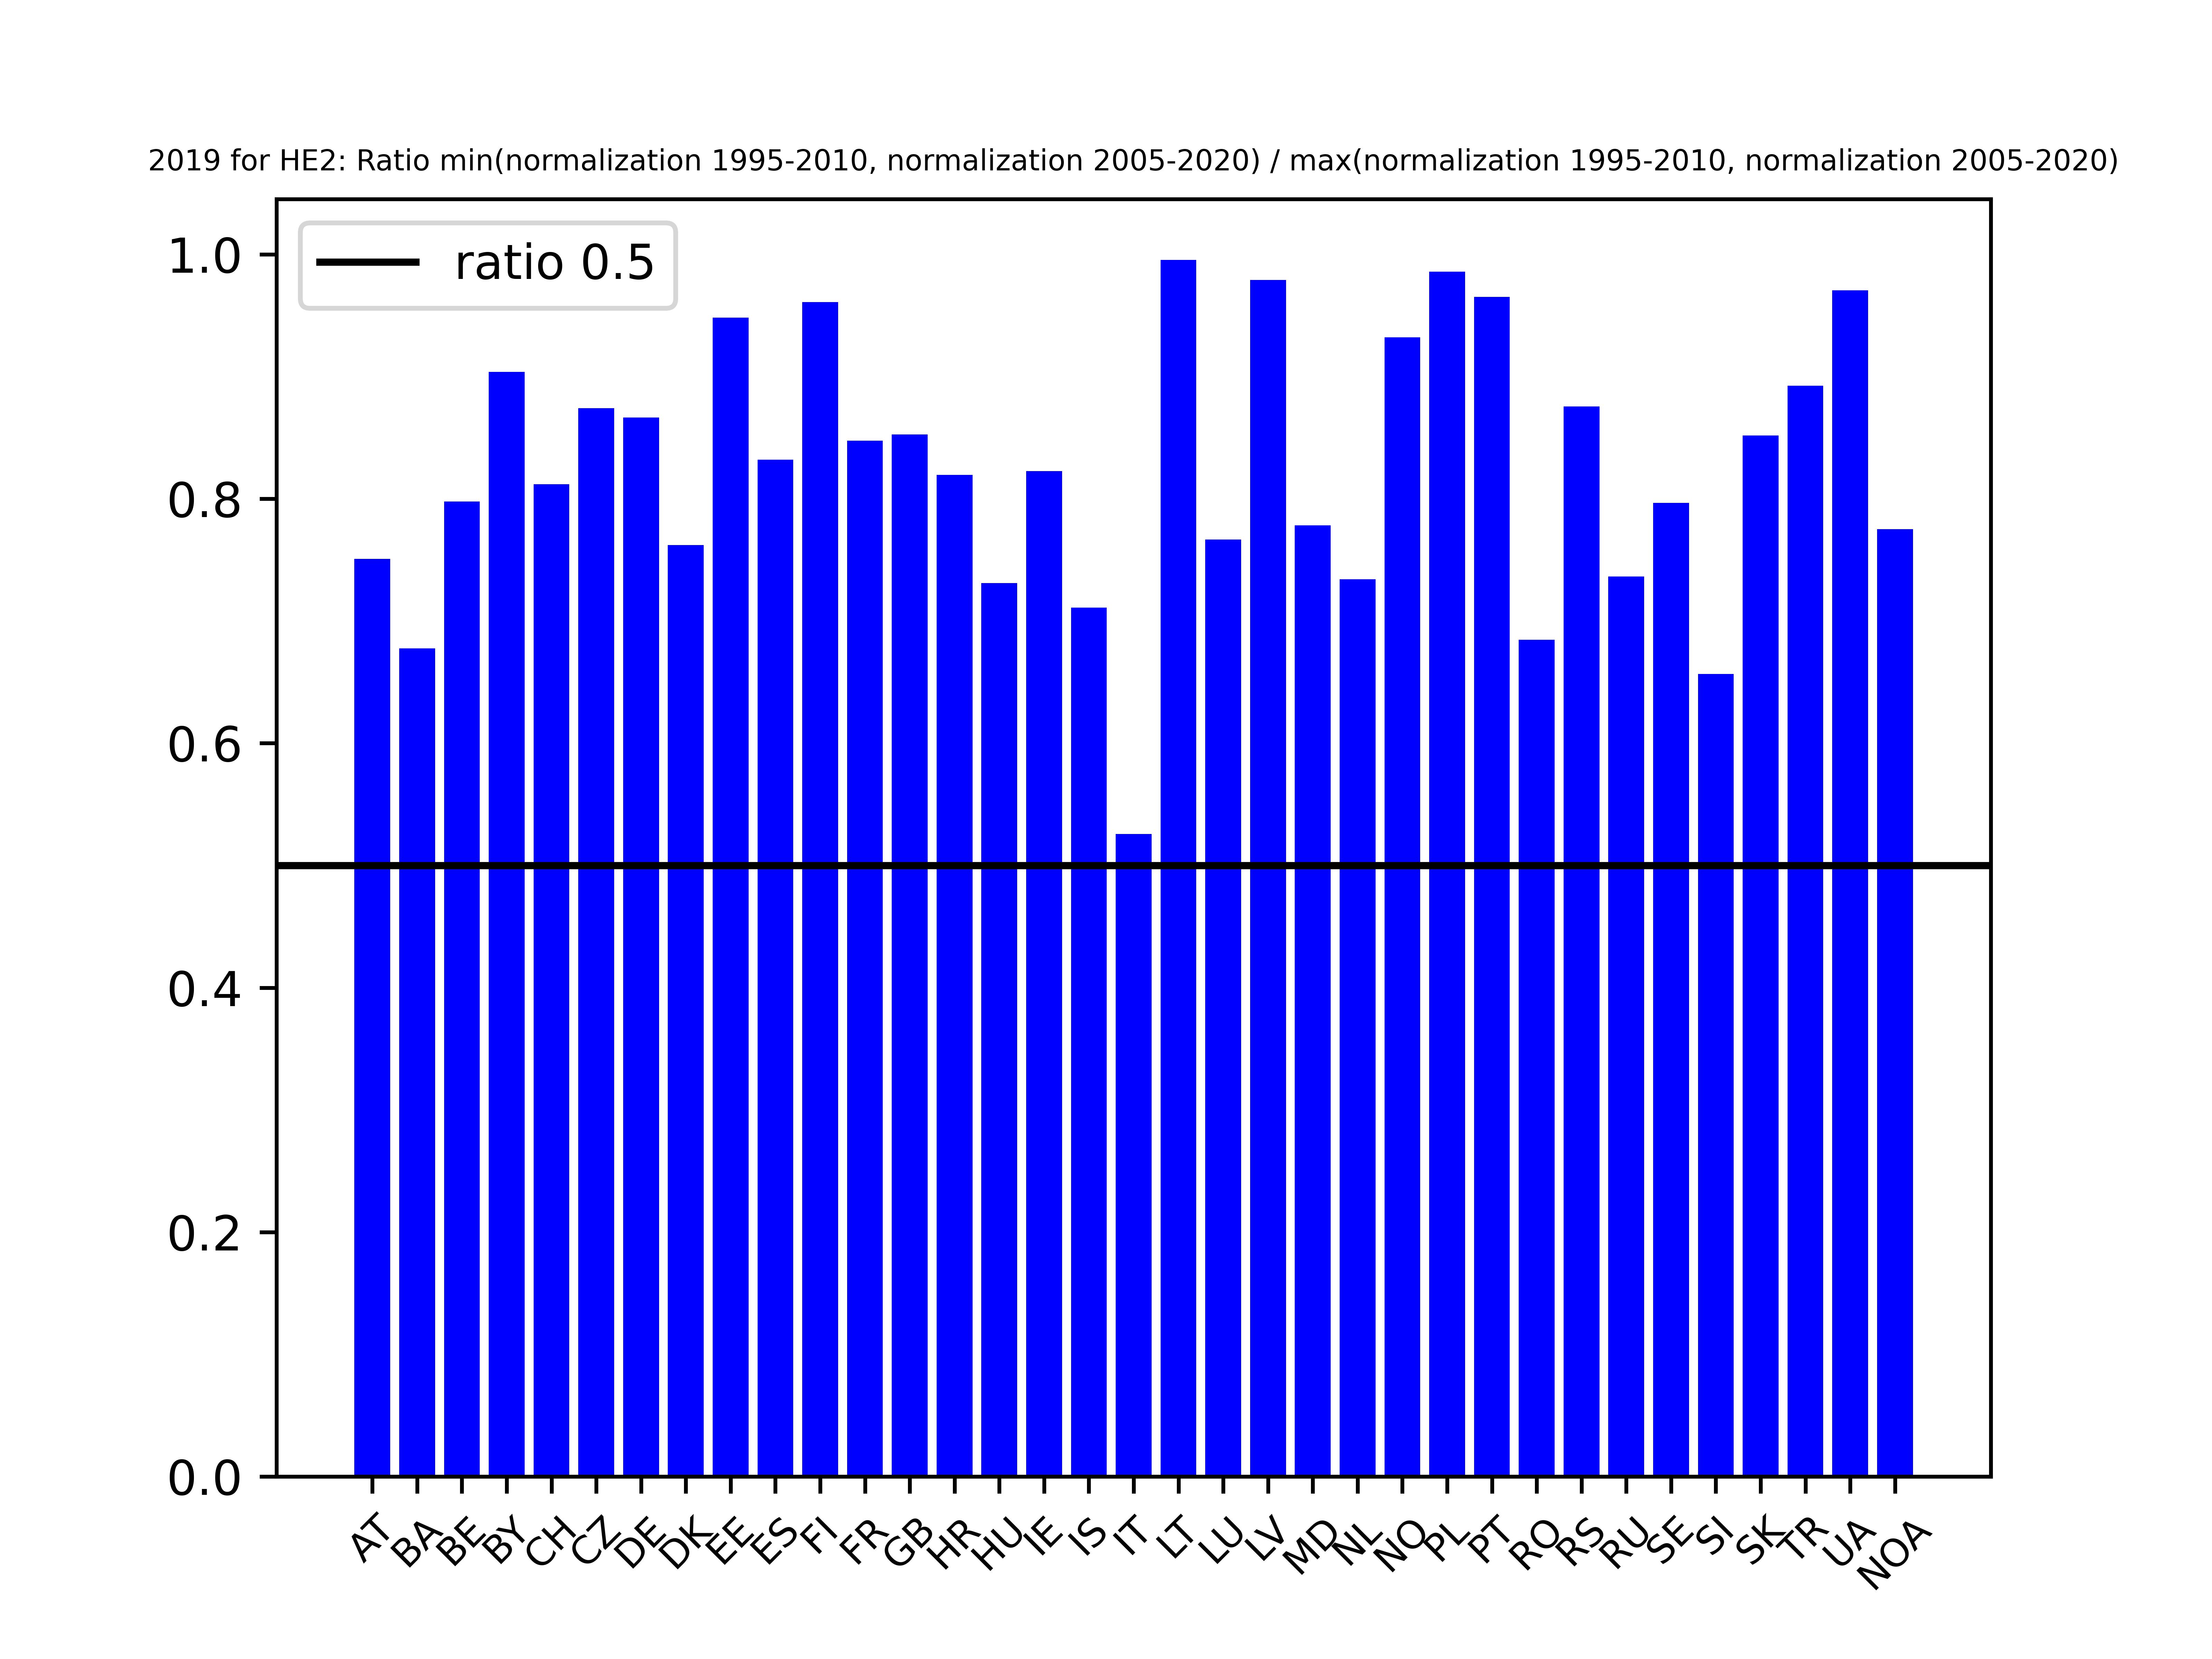 2019 for HE2: Ratio min(normalization 1995-2010, normalization 2005-2020) / max(normalization 1995-2010, normalization 2005-2020)
ratio 0.5
1.0
0.8
0.6
0.4
0.2
0.0
AT BA BE BY CH CZ DE DK EE ES FI FR GB HR HU IE IS IT LT LU LV MD NL NO PL PT RO RS RU SE SI SK TR UA NOA